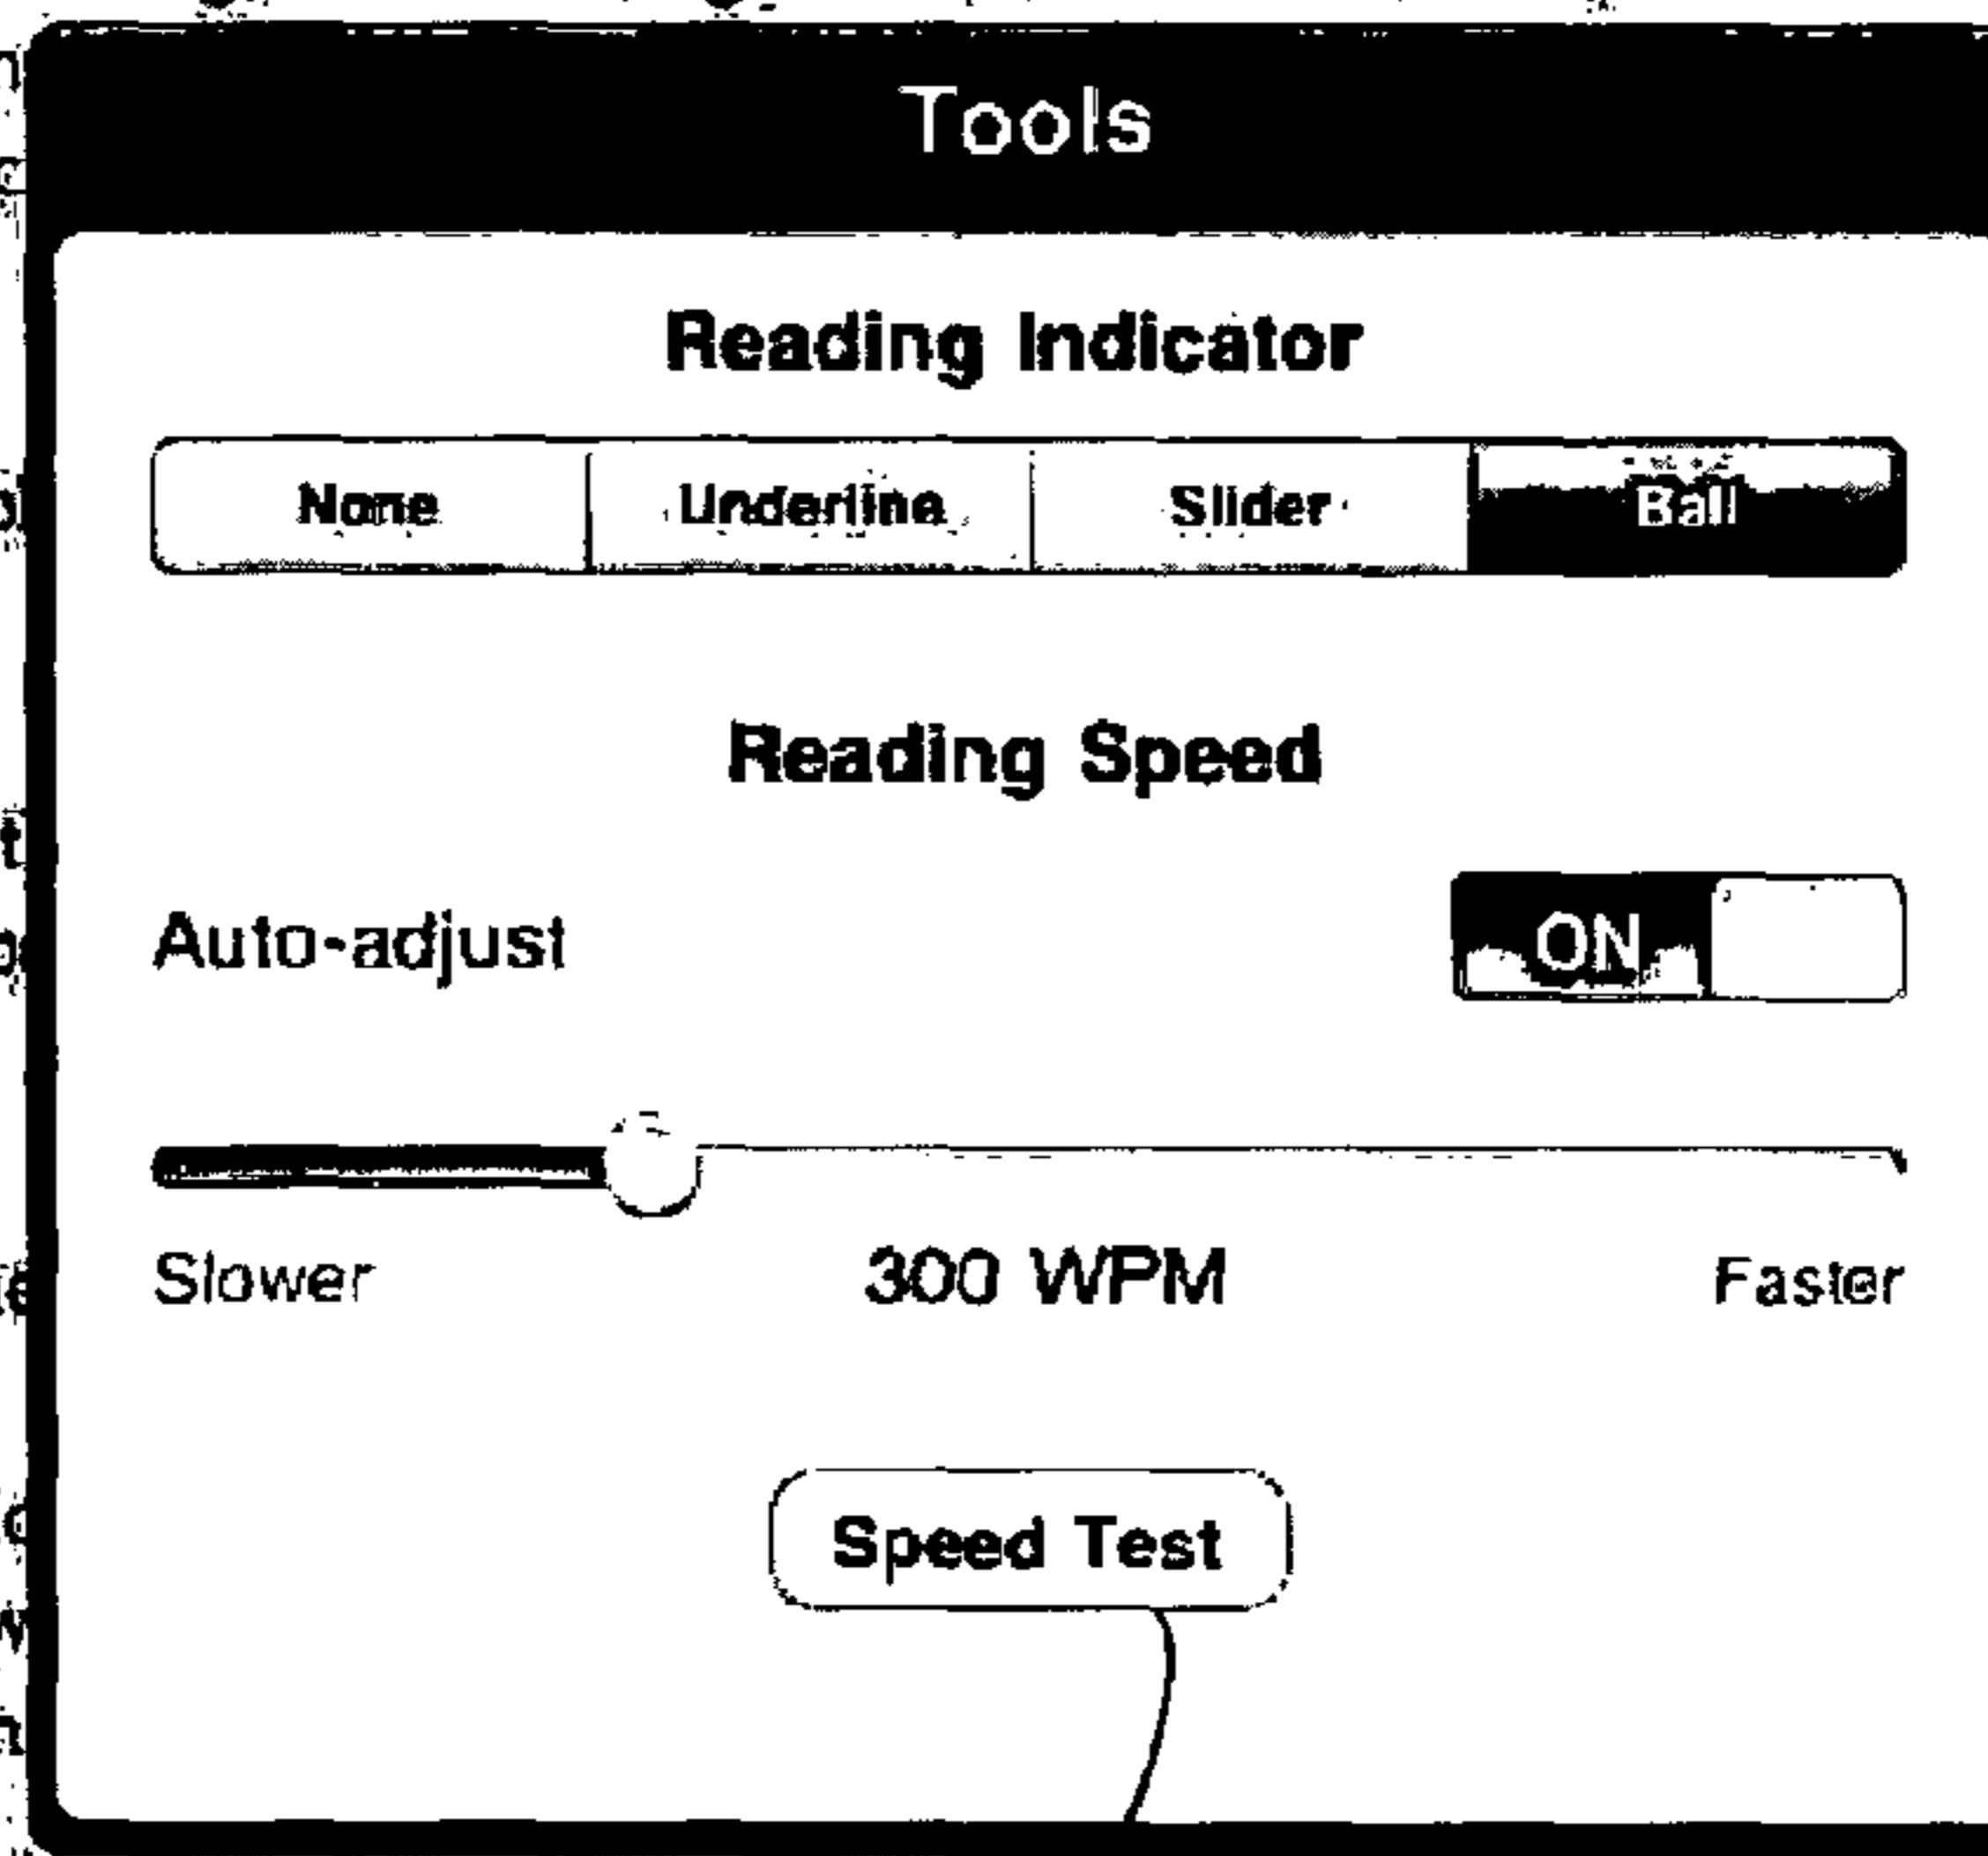 Tools
Reading Indicator
None Underline Slider Ball
Reading Speed
Auto-adjust ON
Slower 300 WPM Faster
Speed Test